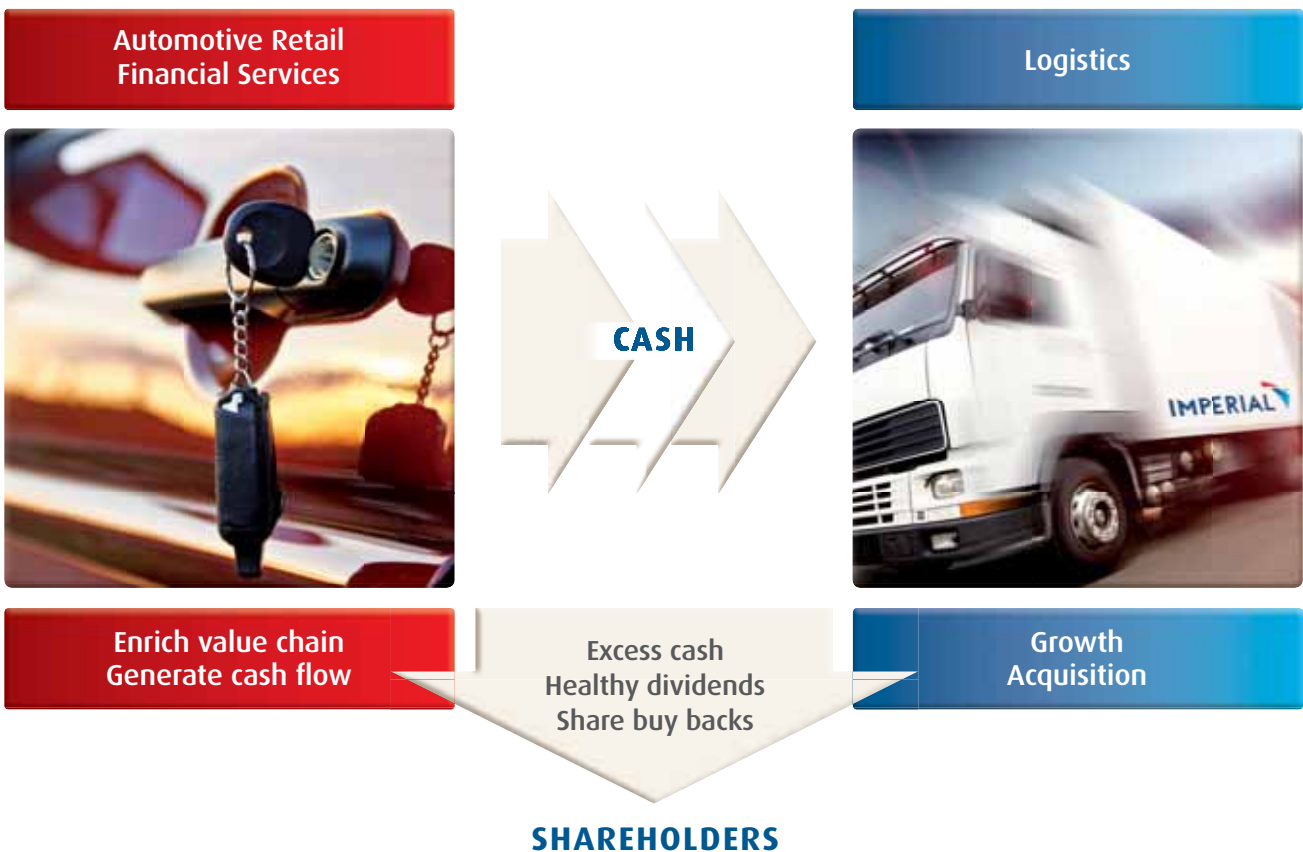 Automotive Retail
Financial Services
Logistics
CASH
IMPERIAL
Enrich value chain
Generate cash flow
Excess cash
Healthy dividends
Share buy backs
Growth
Acquisition
SHAREHOLDERS